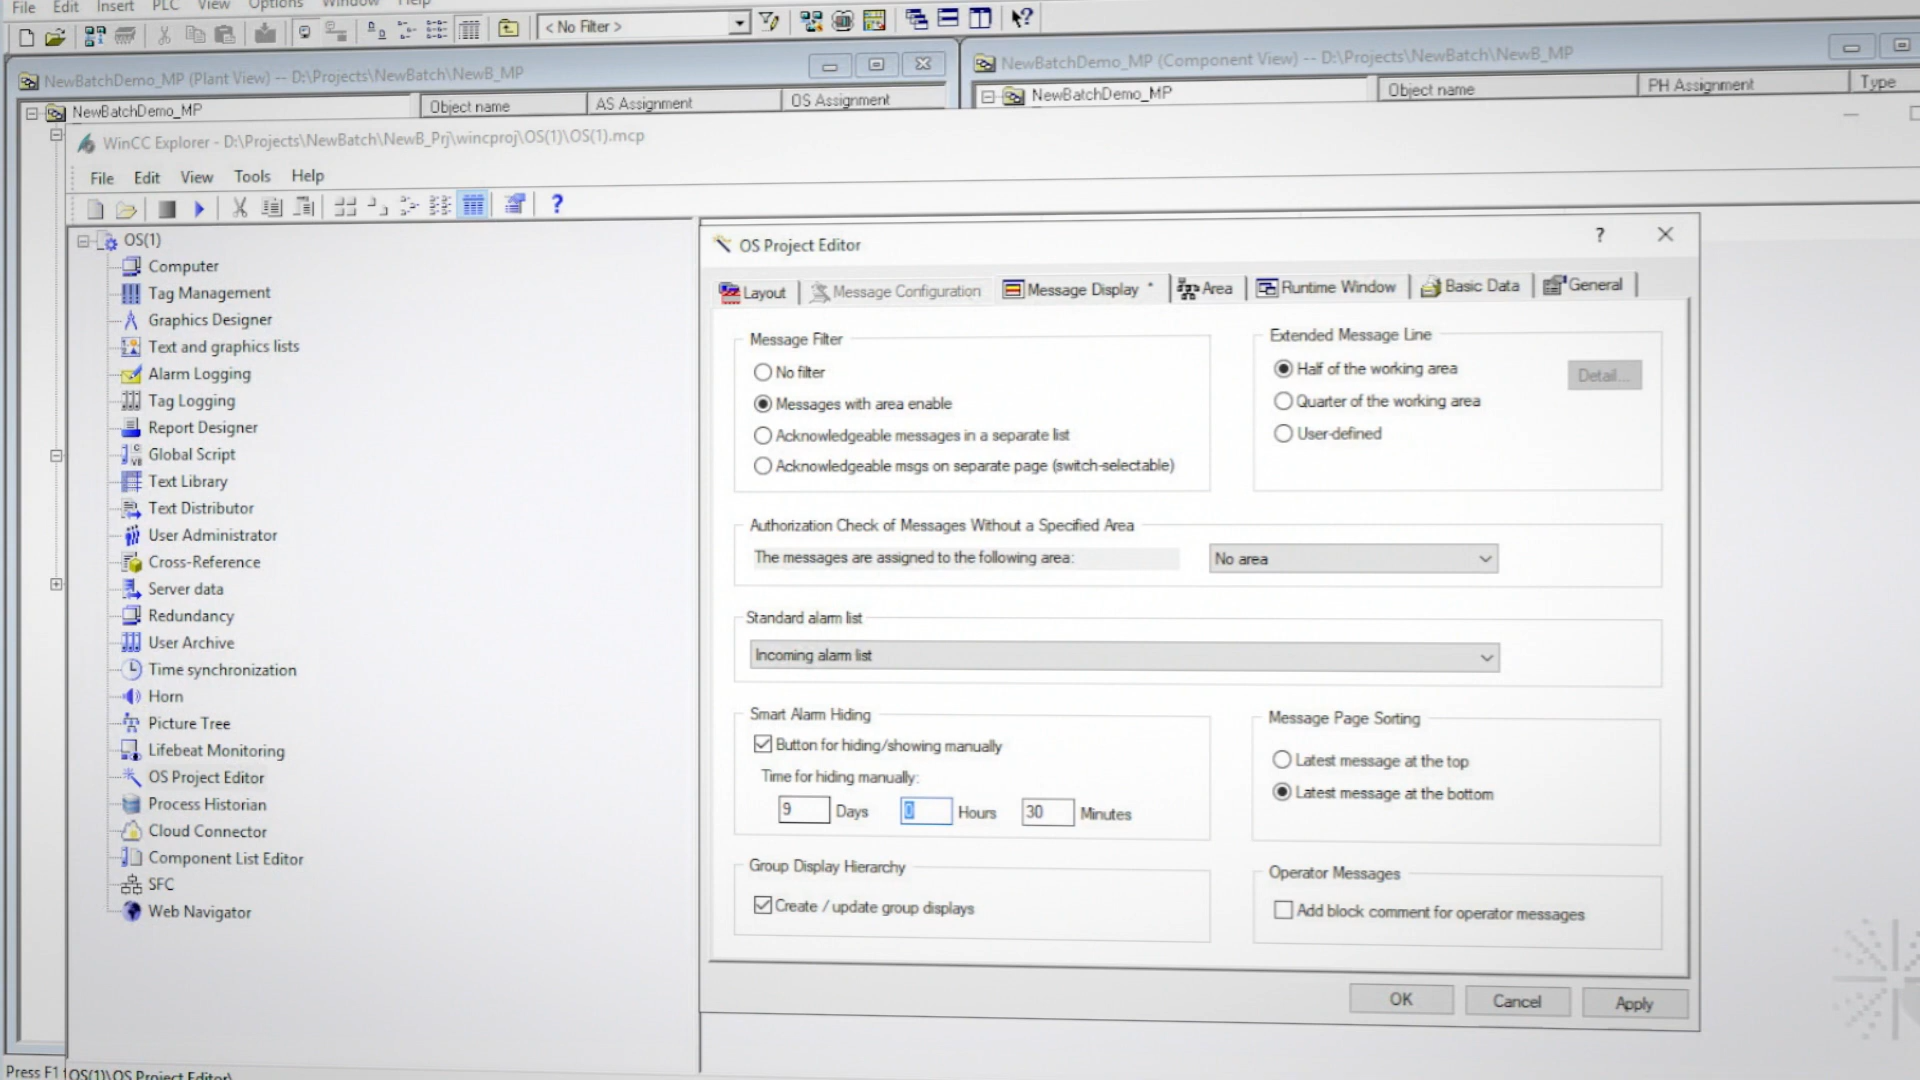 File Edit Insert PLC View Options Window Help
< No Filter >
NewBatchDemo_MP (Plant View) -- D:\Projects\NewBatch\NewB_MP
NewBatchDemo_MP (Component View) -- D:\Projects\NewBatch\NewB_MP
NewBatchDemo_MP
Object name
AS Assignment
OS Assignment
NewBatchDemo_MP
Object name
PH Assignment
Type
WinCC Explorer - D:\Projects\NewBatch\NewB_Prj\wincproj\OS(1)\OS(1).mcp
File Edit View Tools Help
OS(1)
Computer
Tag Management
Graphics Designer
Text and graphics lists
Alarm Logging
Tag Logging
Report Designer
Global Script
Text Library
Text Distributor
User Administrator
Cross-Reference
Server data
Redundancy
User Archive
Time synchronization
Horn
Picture Tree
Lifebeat Monitoring
OS Project Editor
Process Historian
Cloud Connector
Component List Editor
SFC
Web Navigator
OS Project Editor
Layout
Message Configuration
Message Display *
Area
Runtime Window
Basic Data
General
Message Filter
No filter
Messages with area enable
Acknowledgeable messages in a separate list
Acknowledgeable msgs on separate page (switch-selectable)
Extended Message Line
Half of the working area
Detail...
Quarter of the working area
User-defined
Authorization Check of Messages Without a Specified Area
The messages are assigned to the following area:
No area
Standard alarm list
Incoming alarm list
Smart Alarm Hiding
Button for hiding/showing manually
Time for hiding manually:
9 Days 0 Hours 30 Minutes
Message Page Sorting
Latest message at the top
Latest message at the bottom
Group Display Hierarchy
Create / update group displays
Operator Messages
Add block comment for operator messages
OK
Cancel
Apply
Press F1
OS(1)\OS Project Editor\